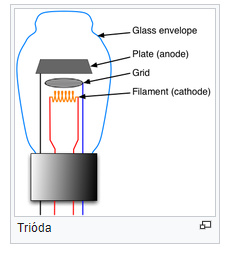 Glass envelope
Plate (anode)
Grid
Filament (cathode)
Trióda